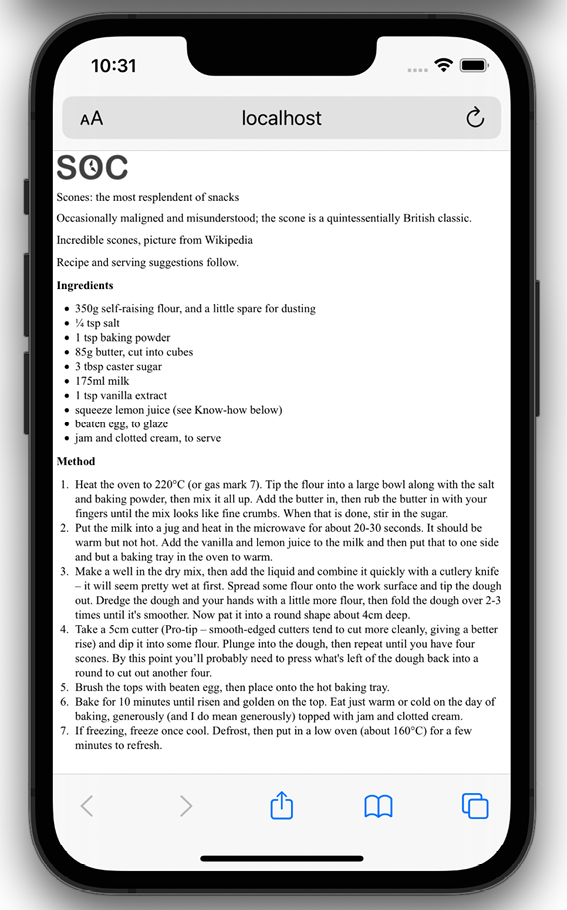 10:31
AA localhost
SOC
Scones: the most resplendent of snacks
Occasionally maligned and misunderstood; the scone is a quintessentially British classic.
Incredible scones, picture from Wikipedia
Recipe and serving suggestions follow.
Ingredients
• 350g self-raising flour, and a little spare for dusting
• ¼ tsp salt
• 1 tsp baking powder
• 85g butter, cut into cubes
• 3 tbsp caster sugar
• 175ml milk
• 1 tsp vanilla extract
• squeeze lemon juice (see Know-how below)
• beaten egg, to glaze
• jam and clotted cream, to serve
Method
1. Heat the oven to 220°C (or gas mark 7). Tip the flour into a large bowl along with the salt
and baking powder, then mix it all up. Add the butter in, then rub the butter in with your
fingers until the mix looks like fine crumbs. When that is done, stir in the sugar.
2. Put the milk into a jug and heat in the microwave for about 20-30 seconds. It should be
warm but not hot. Add the vanilla and lemon juice to the milk and then put that to one side
and but a baking tray in the oven to warm.
3. Make a well in the dry mix, then add the liquid and combine it quickly with a cutlery knife
– it will seem pretty wet at first. Spread some flour onto the work surface and tip the dough
out. Dredge the dough and your hands with a little more flour, then fold the dough over 2-3
times until it's smoother. Now pat it into a round shape about 4cm deep.
4. Take a 5cm cutter (Pro-tip – smooth-edged cutters tend to cut more cleanly, giving a better
rise) and dip it into some flour. Plunge into the dough, then repeat until you have four
scones. By this point you’ll probably need to press what's left of the dough back into a
round to cut out another four.
5. Brush the tops with beaten egg, then place onto the hot baking tray.
6. Bake for 10 minutes until risen and golden on the top. Eat just warm or cold on the day of
baking, generously (and I do mean generously) topped with jam and clotted cream.
7. If freezing, freeze once cool. Defrost, then put in a low oven (about 160°C) for a few
minutes to refresh.